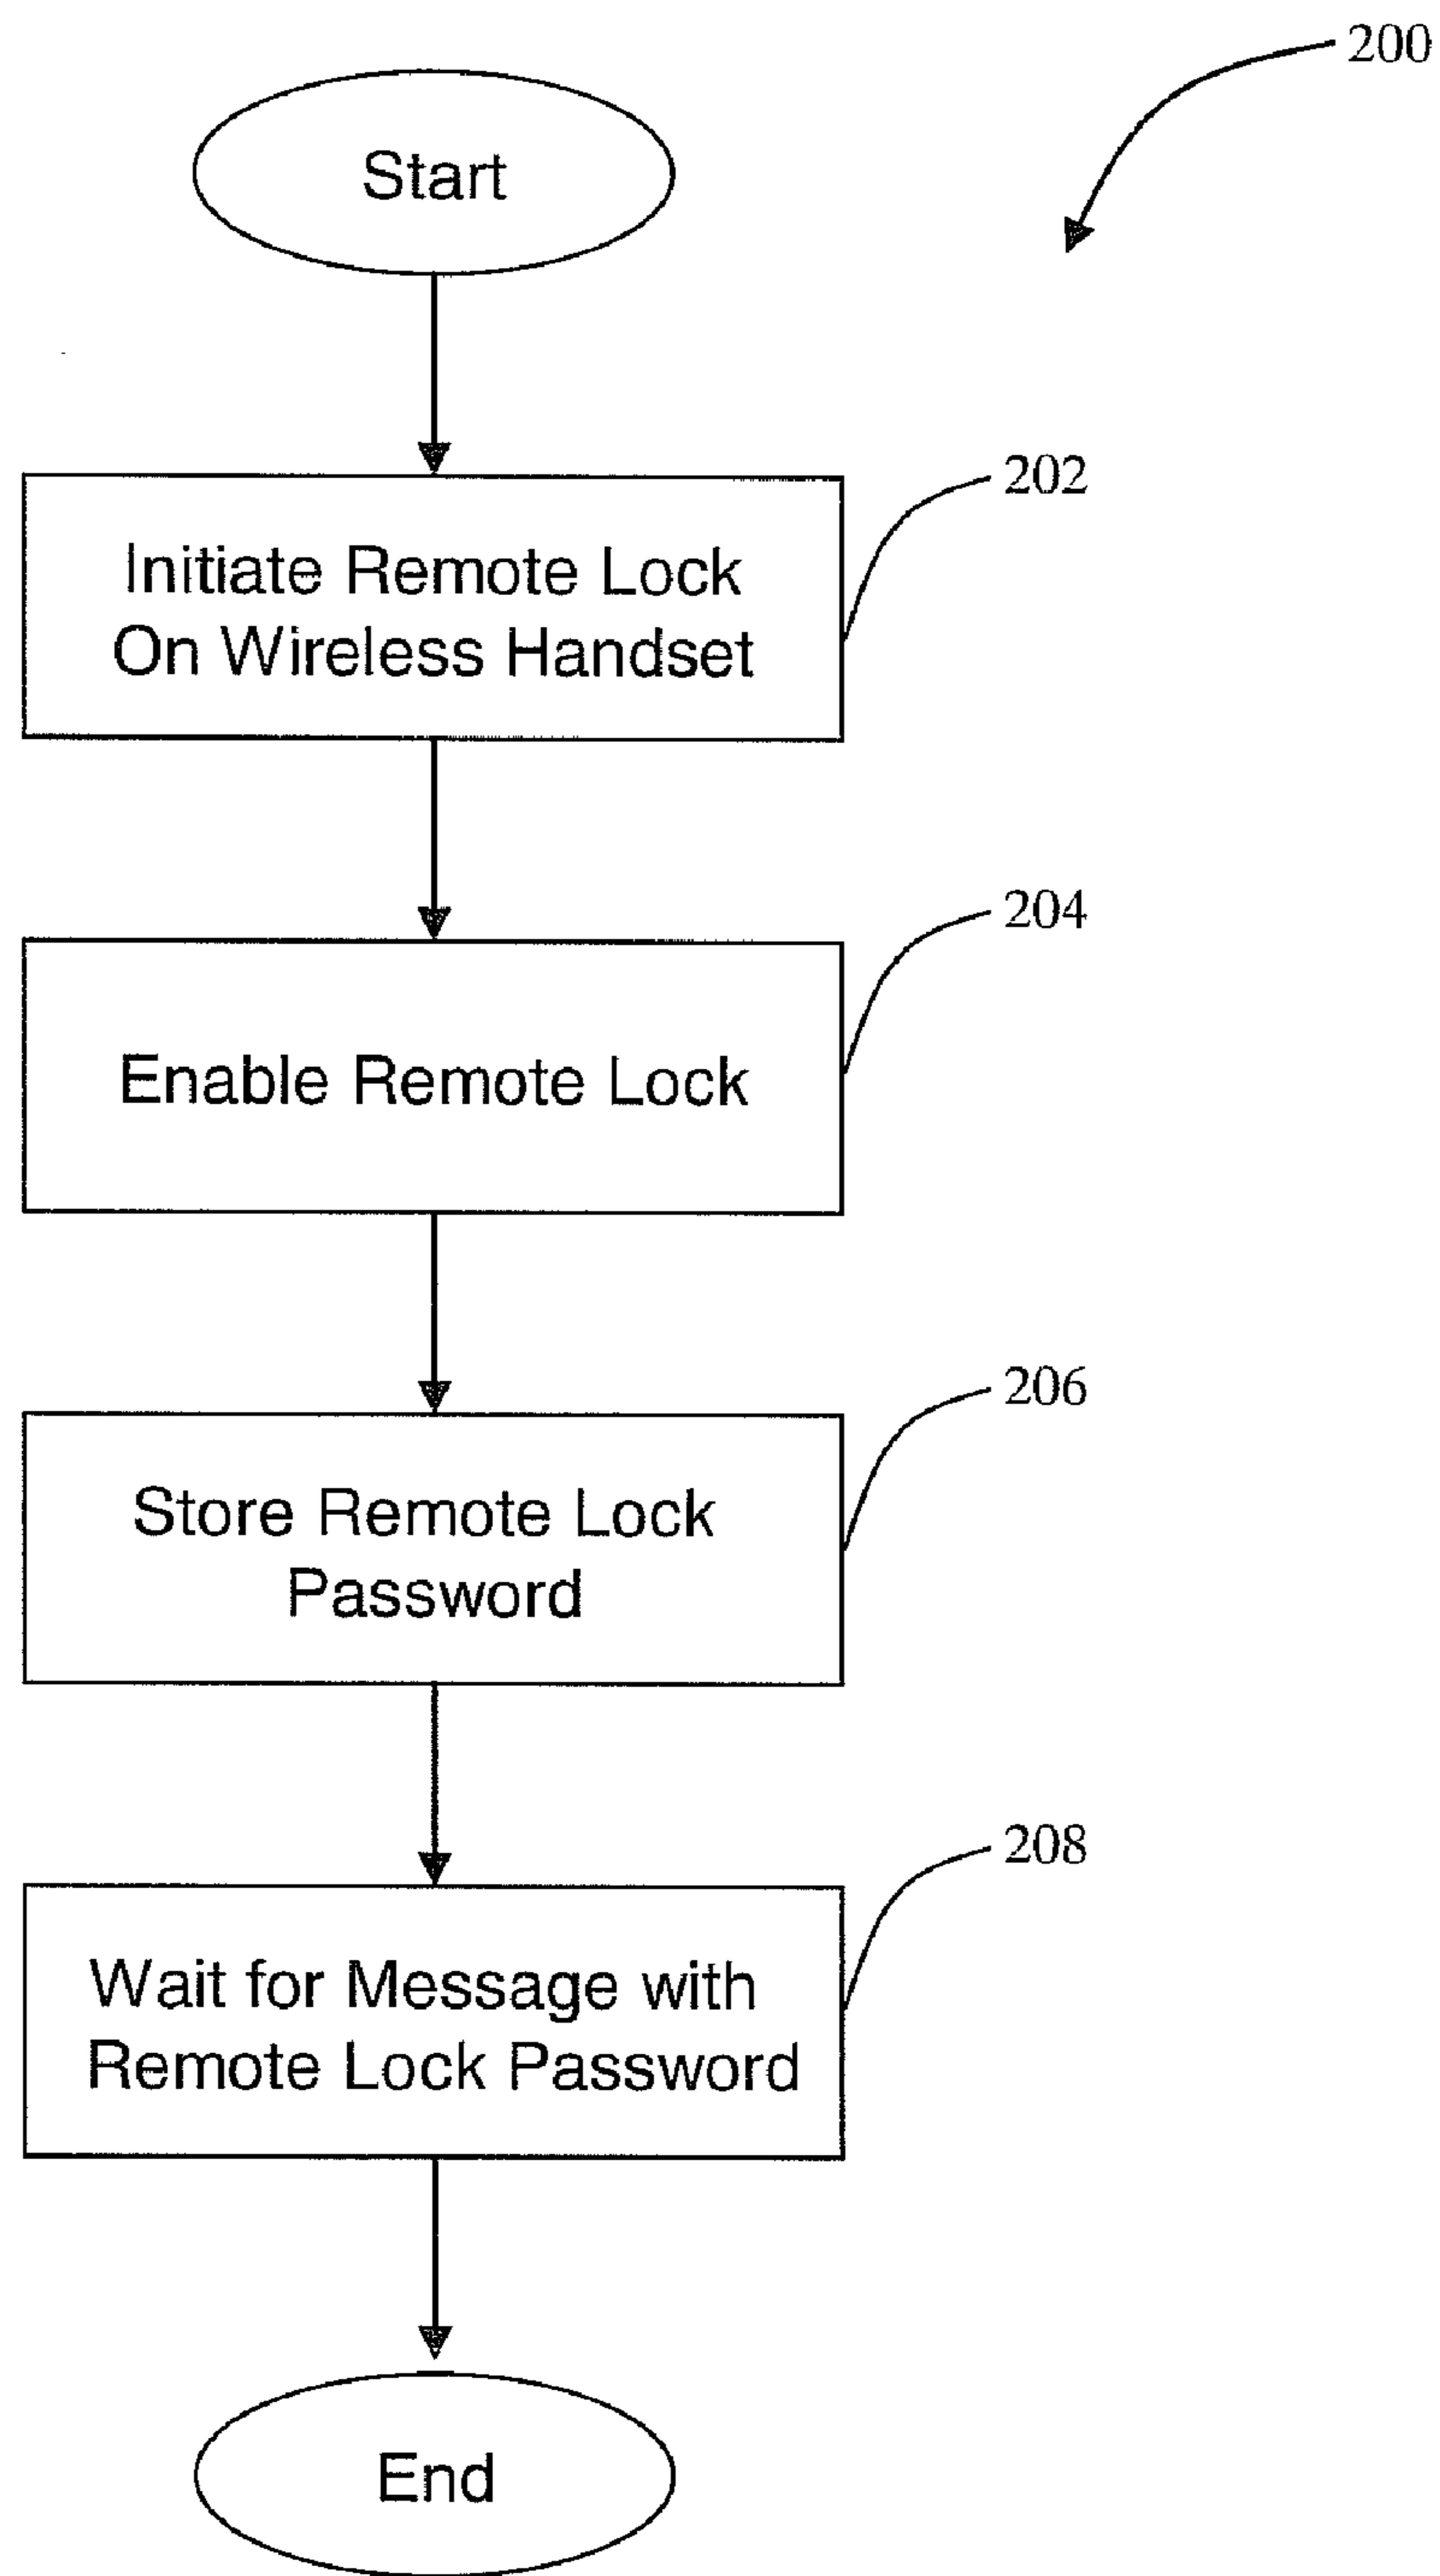 200
Start
202
Initiate Remote Lock
On Wireless Handset
204
Enable Remote Lock
206
Store Remote Lock
Password
208
Wait for Message with
Remote Lock Password
End